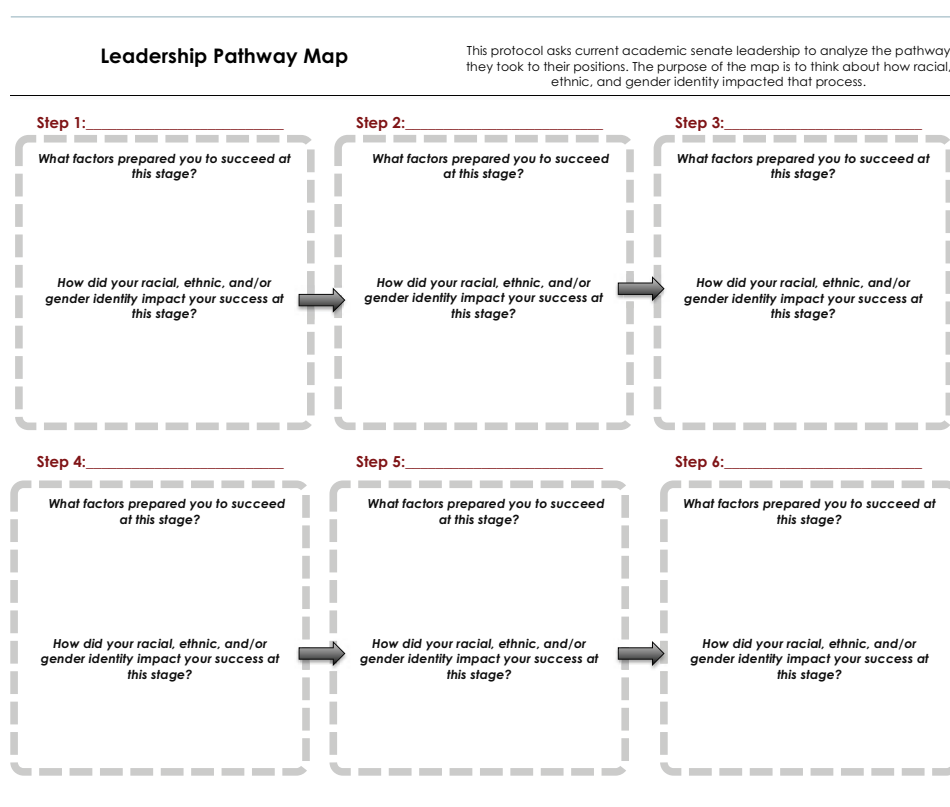 Leadership Pathway Map
This protocol asks current academic senate leadership to analyze the pathway
they took to their positions. The purpose of the map is to think about how racial,
ethnic, and gender identity impacted that process.
Step 1:________________________
Step 2:________________________
Step 3:________________________
What factors prepared you to succeed at
this stage?
How did your racial, ethnic, and/or
gender identity impact your success at
this stage?
What factors prepared you to succeed
at this stage?
How did your racial, ethnic, and/or
gender identity impact your success at
this stage?
What factors prepared you to succeed at
this stage?
How did your racial, ethnic, and/or
gender identity impact your success at
this stage?
Step 4:________________________
Step 5:________________________
Step 6:________________________
What factors prepared you to succeed
at this stage?
How did your racial, ethnic, and/or
gender identity impact your success at
this stage?
What factors prepared you to succeed
at this stage?
How did your racial, ethnic, and/or
gender identity impact your success at
this stage?
What factors prepared you to succeed at
this stage?
How did your racial, ethnic, and/or
gender identity impact your success at
this stage?